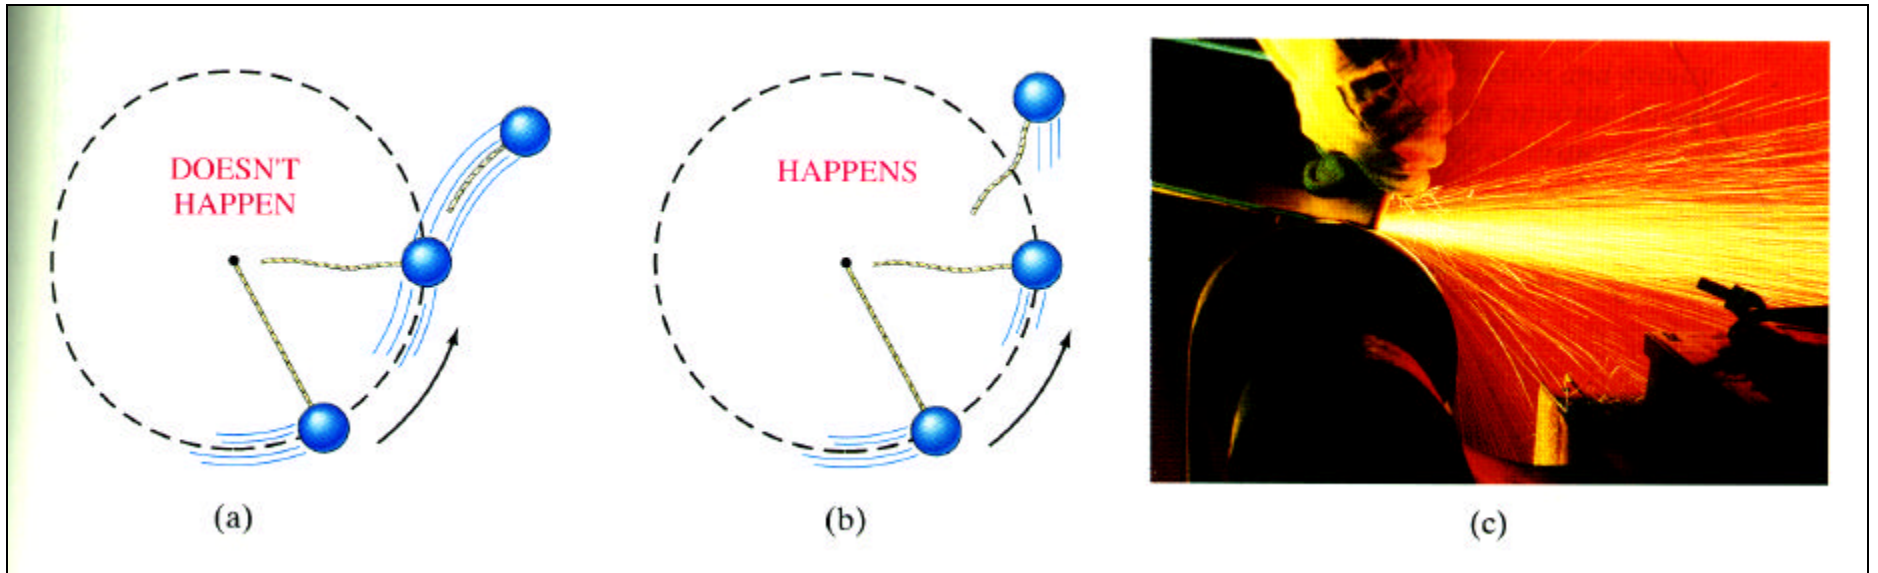 DOESN'T
HAPPEN
(a)
HAPPENS
(b)
(c)